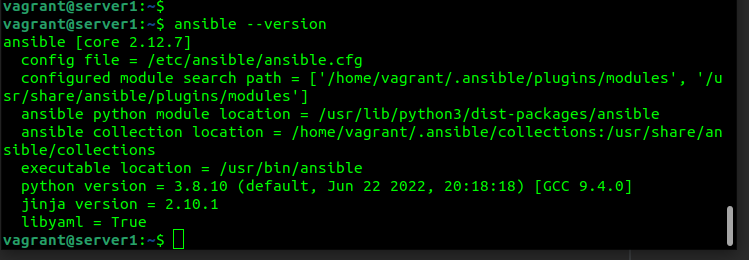 vagrant@server1:~$
vagrant@server1:~$ ansible --version
ansible [core 2.12.7]
  config file = /etc/ansible/ansible.cfg
  configured module search path = ['/home/vagrant/.ansible/plugins/modules', '/u
sr/share/ansible/plugins/modules']
  ansible python module location = /usr/lib/python3/dist-packages/ansible
  ansible collection location = /home/vagrant/.ansible/collections:/usr/share/an
sible/collections
  executable location = /usr/bin/ansible
  python version = 3.8.10 (default, Jun 22 2022, 20:18:18) [GCC 9.4.0]
  jinja version = 2.10.1
  libyaml = True
vagrant@server1:~$